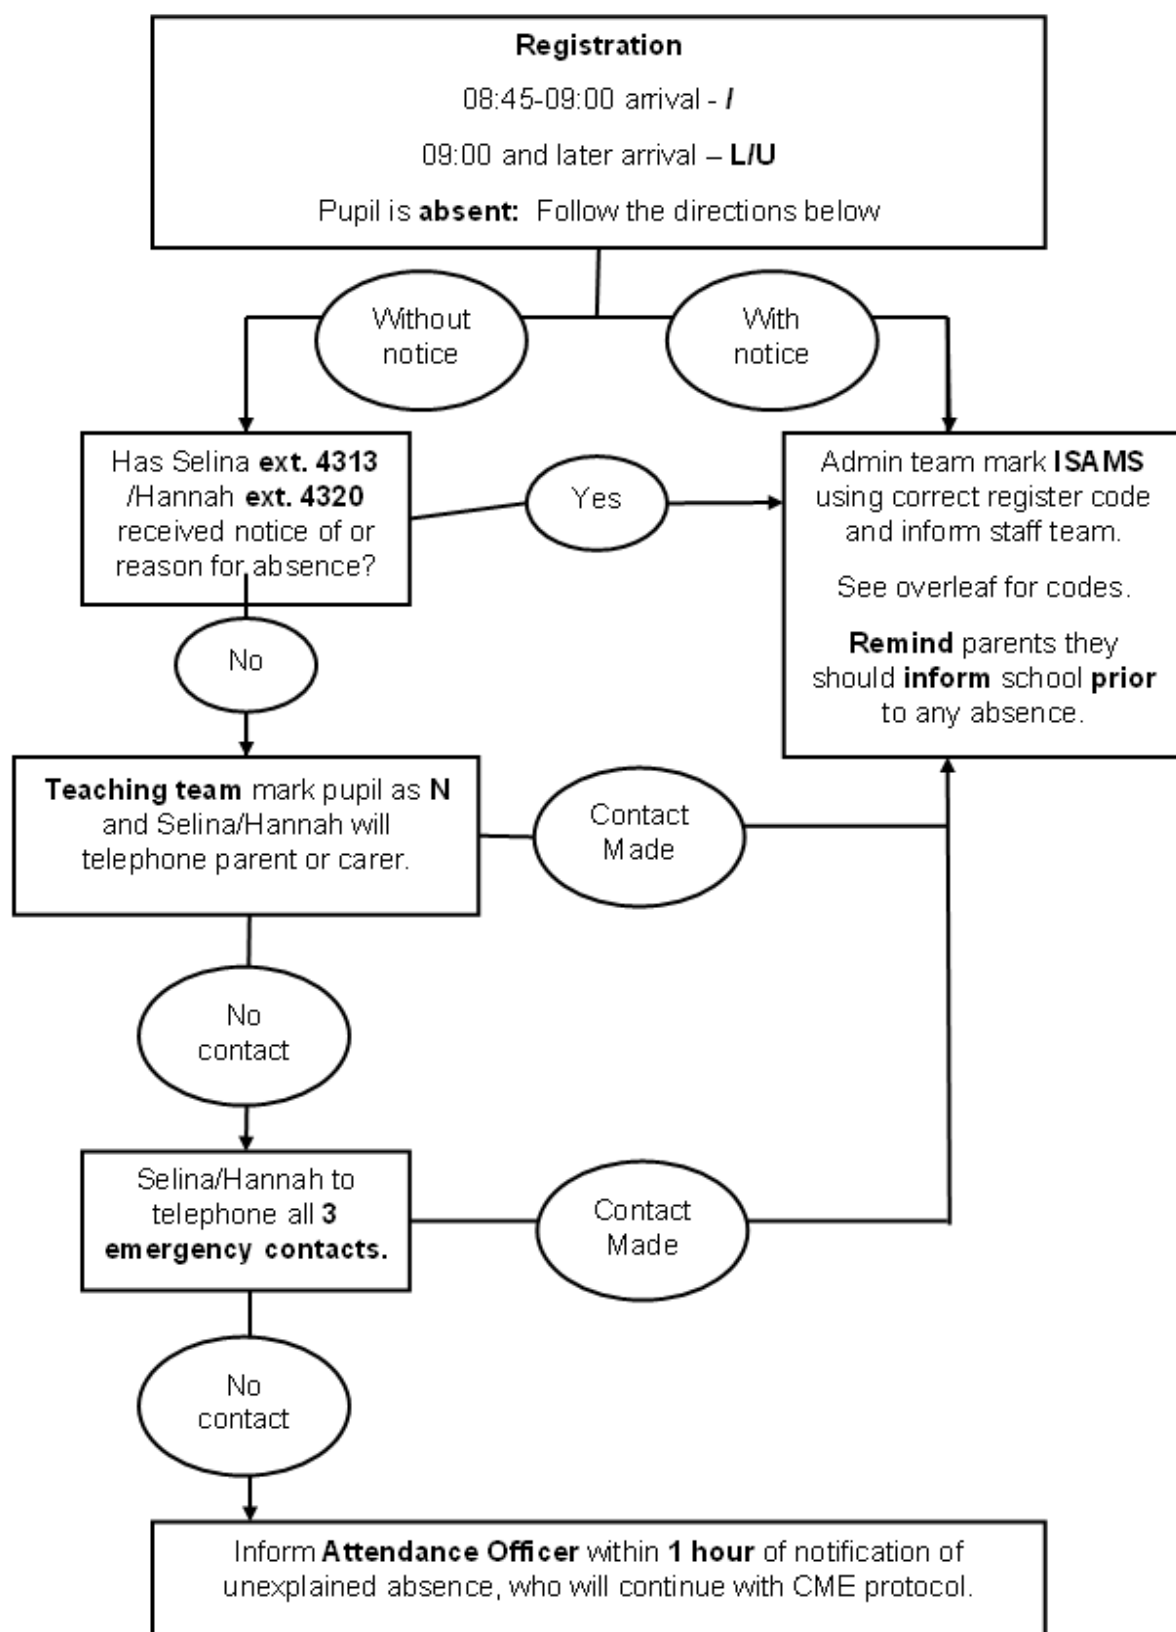 Registration
08:45-09:00 arrival - /
09:00 and later arrival – L/U
Pupil is absent: Follow the directions below
Without
notice
With
notice
Has Selina ext. 4313
/Hannah ext. 4320
received notice of or
reason for absence?
Yes
Admin team mark ISAMS
using correct register code
and inform staff team.
See overleaf for codes.
Remind parents they
should inform school prior
to any absence.
No
Teaching team mark pupil as N
and Selina/Hannah will
telephone parent or carer.
Contact
Made
No
contact
Selina/Hannah to
telephone all 3
emergency contacts.
Contact
Made
No
contact
Inform Attendance Officer within 1 hour of notification of
unexplained absence, who will continue with CME protocol.